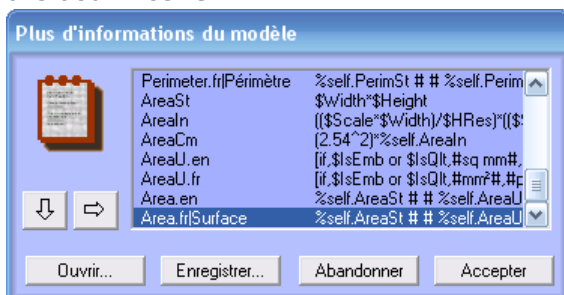 Plus d'informations du modèle
Perimeter.fr|Périmètre %self.PerimSt # # %self.Perim
AreaSt $Width*$Height
AreaIn (($Scale*$Width)/$HRes)*(($
AreaCm (2.54^2)*%self.AreaIn
AreaU.en [if,$IsEmb or $IsQlt,#sq mm#,
AreaU.fr [if,$IsEmb or $IsQlt,#mm²#,#p
Area.en %self.AreaSt # # %self.AreaU
Area.fr|Surface %self.AreaSt # # %self.AreaU
Ouvrir... Enregistrer... Abandonner Accepter